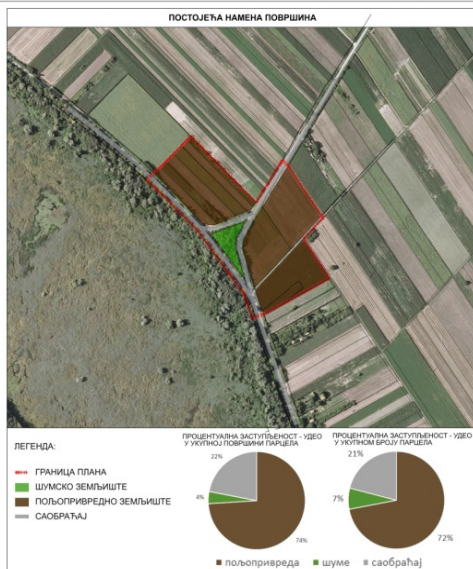 ПОСТОЈЕЋА НАМЕНА ПОВРШИНА
ЛЕГЕНДА:
ГРАНИЦА ПЛАНА
ШУМСКО ЗЕМЉИШТЕ
ПОЉОПРИВРЕДНО ЗЕМЉИШТЕ
САОБРАЋАЈ
ПРОЦЕНТУАЛНА ЗАСТУПЉЕНОСТ - УДЕО
У УКУПНОЈ ПОВРШИНИ ПАРЦЕЛА
22%
4%
74%
ПРОЦЕНТУАЛНА ЗАСТУПЉЕНОСТ - УДЕО
У УКУПНОМ БРОЈУ ПАРЦЕЛА
21%
7%
72%
пољопривреда шуме саобраћај